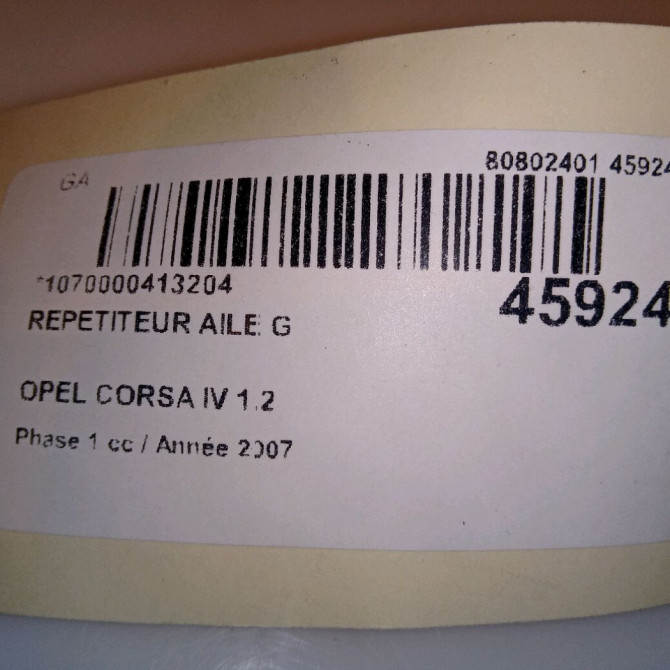 GA
80802401 45924
*1070000413204
45924
REPETITEUR AILE G
OPEL CORSA IV 1.2
Phase 1 cc / Année 2007